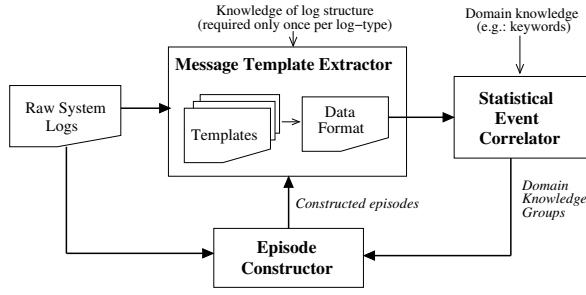 Knowledge of log structure
(required only once per log-type)
Domain knowledge
(e.g.: keywords)
Message Template Extractor
Raw System
Logs
Templates
Data
Format
Statistical
Event
Correlator
Constructed episodes
Domain
Knowledge
Groups
Episode
Constructor